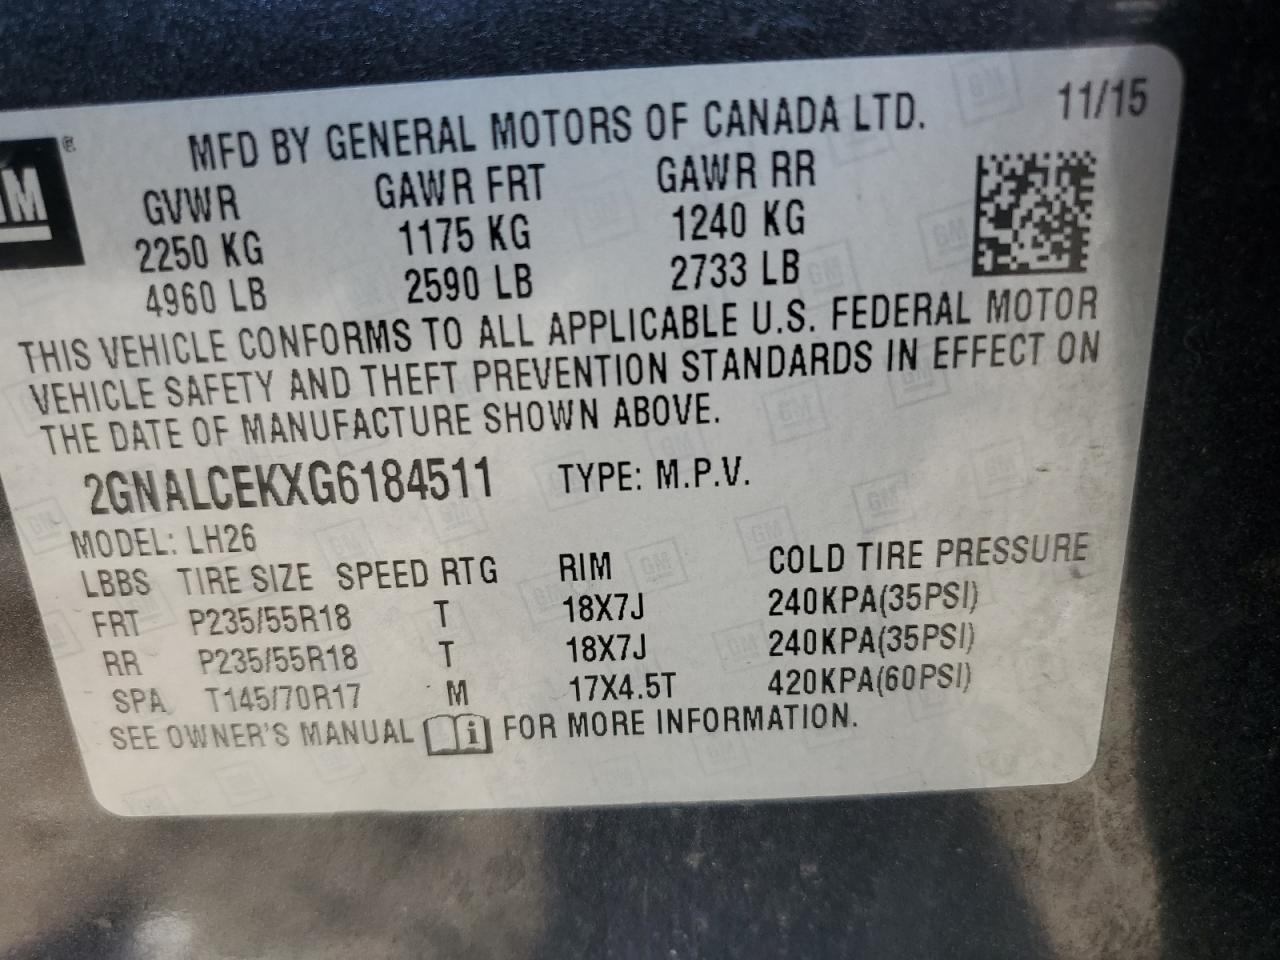 MFD BY GENERAL MOTORS OF CANADA LTD. 11/15
GM ®
GVWR GAWR FRT GAWR RR
2250 KG 1175 KG 1240 KG
4960 LB 2590 LB 2733 LB
THIS VEHICLE CONFORMS TO ALL APPLICABLE U.S. FEDERAL MOTOR
VEHICLE SAFETY AND THEFT PREVENTION STANDARDS IN EFFECT ON
THE DATE OF MANUFACTURE SHOWN ABOVE.
2GNALCEKXG6184511 TYPE: M.P.V.
MODEL: LH26
LBBS TIRE SIZE SPEED RTG RIM COLD TIRE PRESSURE
FRT P235/55R18 T 18X7J 240KPA(35PSI)
RR P235/55R18 T 18X7J 240KPA(35PSI)
SPA T145/70R17 M 17X4.5T 420KPA(60PSI)
SEE OWNER'S MANUAL i FOR MORE INFORMATION.